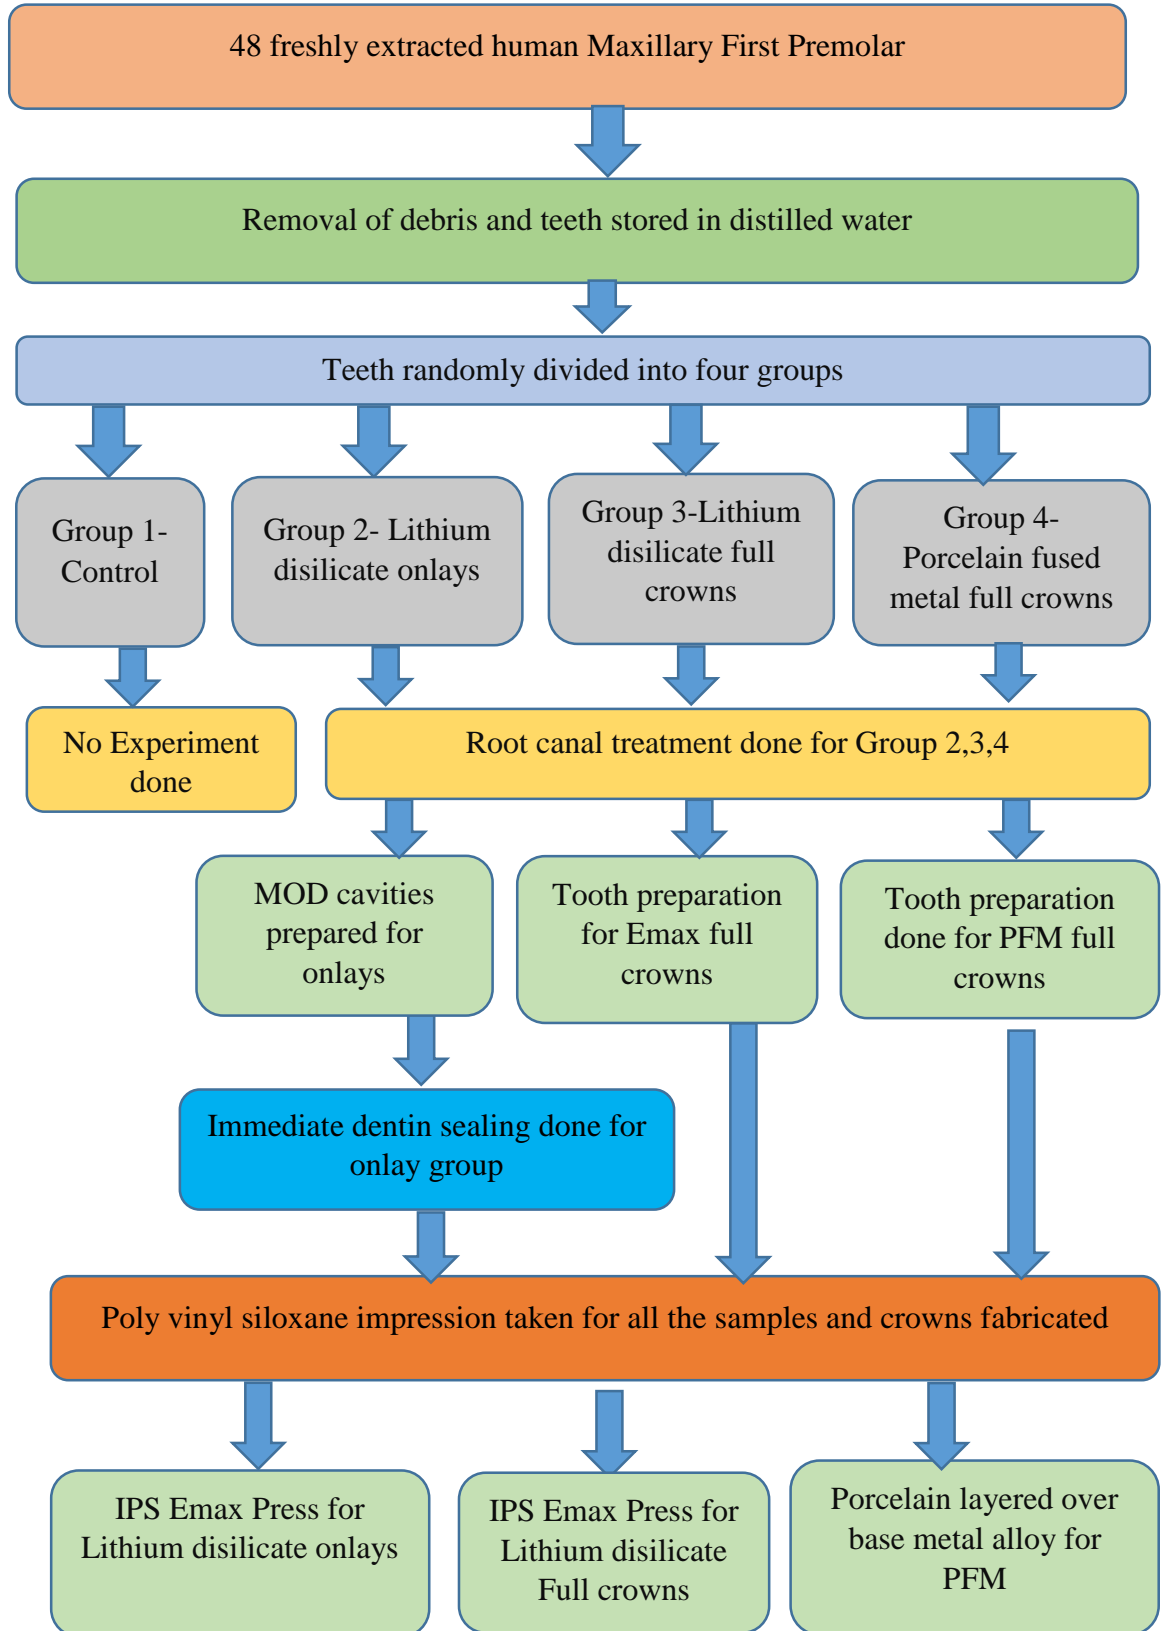 48 freshly extracted human Maxillary First Premolar
Removal of debris and teeth stored in distilled water
Teeth randomly divided into four groups
Group 1-
Control
Group 2- Lithium
disilicate onlays
Group 3-Lithium
disilicate full
crowns
Group 4-
Porcelain fused
metal full crowns
No Experiment
done
Root canal treatment done for Group 2,3,4
MOD cavities
prepared for
onlays
Tooth preparation
for Emax full
crowns
Tooth preparation
done for PFM full
crowns
Immediate dentin sealing done for
onlay group
Poly vinyl siloxane impression taken for all the samples and crowns fabricated
IPS Emax Press for
Lithium disilicate onlays
IPS Emax Press for
Lithium disilicate
Full crowns
Porcelain layered over
base metal alloy for
PFM